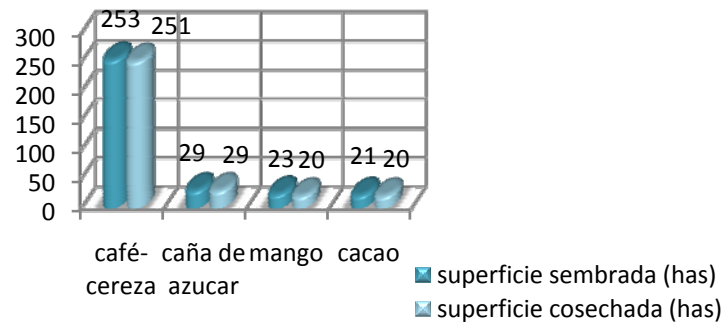 253 251
300
250
200
150
100
50
0
29 29 23 20 21 20
café-cereza caña de azucar mango cacao
superficie sembrada (has)
superficie cosechada (has)